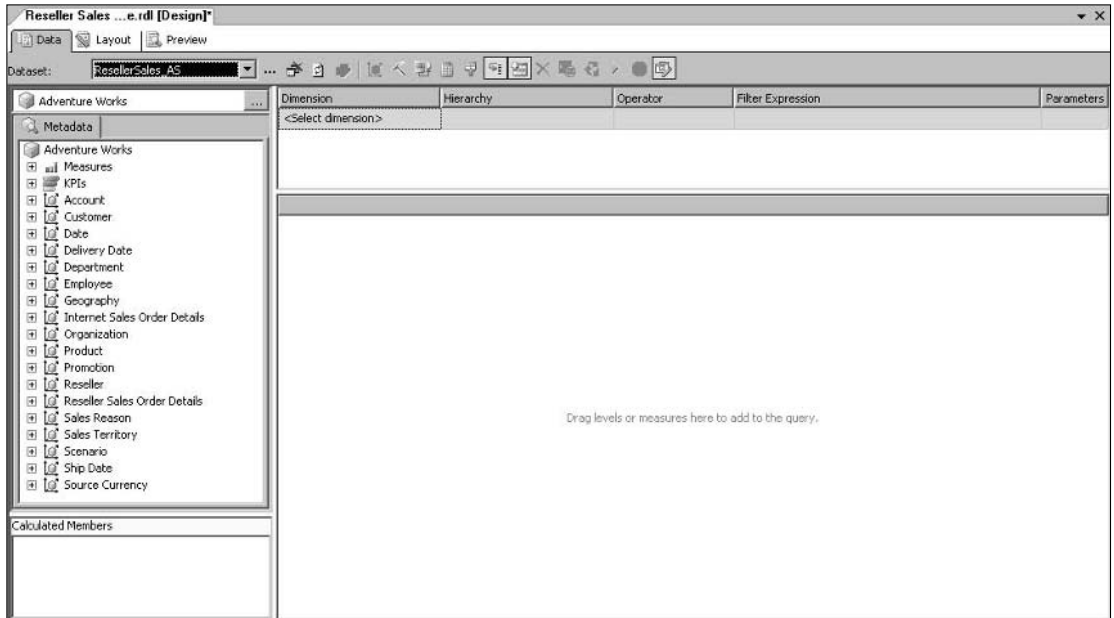 Reseller Sales ...e.rdl [Design]*
Data Layout Preview
Dataset: ResellerSales_AS ...
Adventure Works ...
Dimension Hierarchy Operator Filter Expression Parameters
<Select dimension>
Metadata
Adventure Works
Measures
KPIs
Account
Customer
Date
Delivery Date
Department
Employee
Geography
Internet Sales Order Details
Organization
Product
Promotion
Reseller
Reseller Sales Order Details
Sales Reason
Sales Territory
Scenario
Ship Date
Source Currency
Drag levels or measures here to add to the query.
Calculated Members